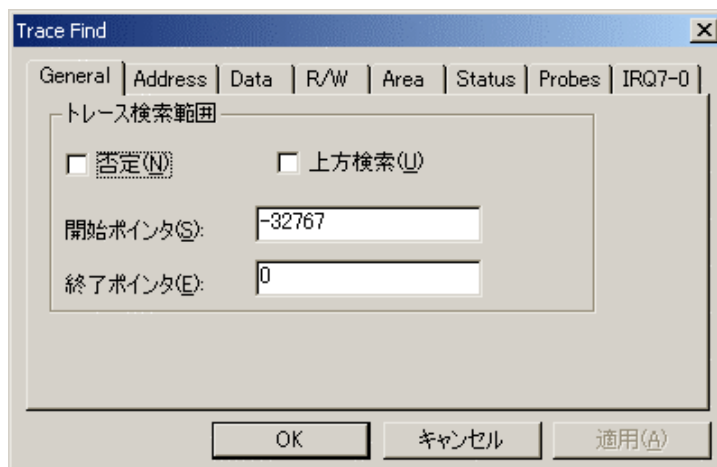 Trace Find
General Address Data R/W Area Status Probes IRQ7-0
トレース検索範囲
否定(N) 上方検索(U)
開始ポインタ(S): -32767
終了ポインタ(E): 0
OK キャンセル 適用(A)